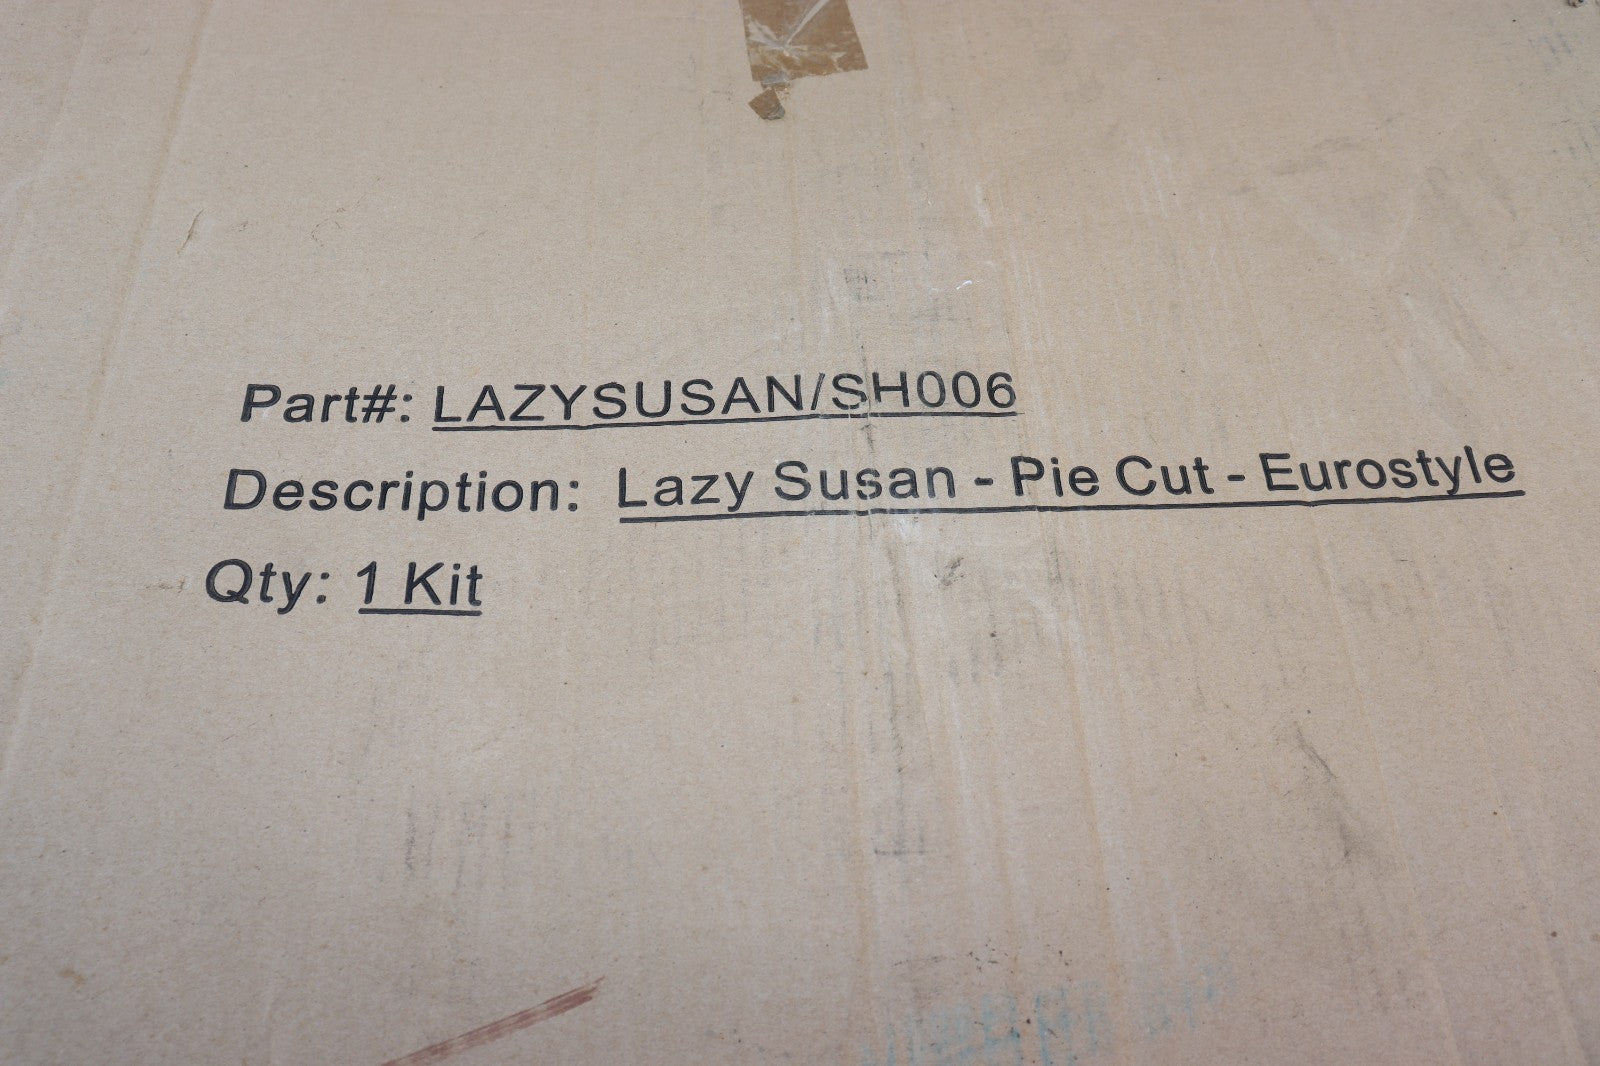 Part#: LAZYSUSAN/SH006
Description: Lazy Susan - Pie Cut - Eurostyle
Qty: 1 Kit